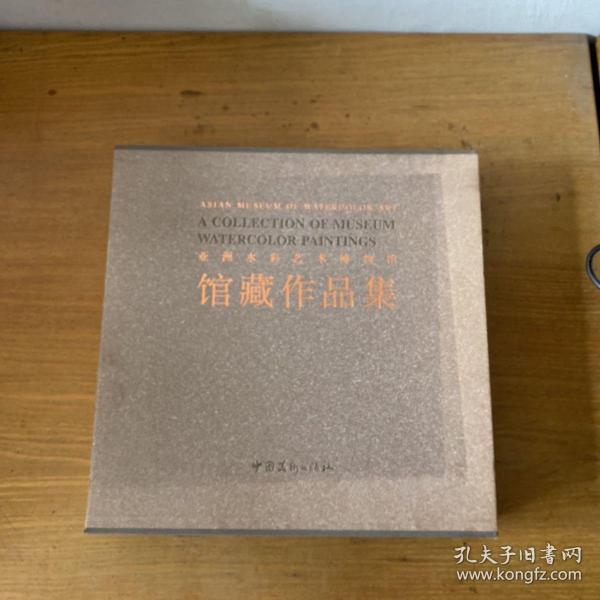 ASIAN MUSEUM OF WATERCOLOR ART
A COLLECTION OF MUSEUM
WATERCOLOR PAINTINGS
亚洲水彩艺术博物馆
馆藏作品集
中国美术出版社
孔夫子旧书网
www.kongfz.com